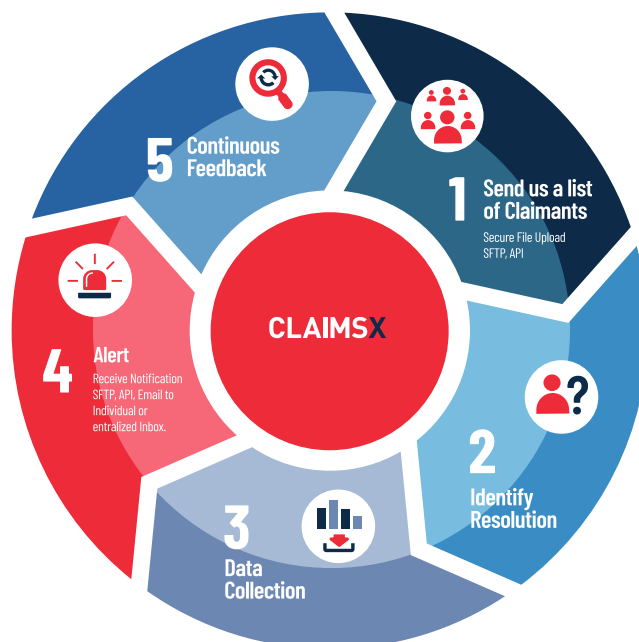 CLAIMSX
1
Send us a list
of Claimants
Secure File Upload
SFTP, API
2
Identify
Resolution
3
Data
Collection
4
Alert
Receive Notification
SFTP, API, Email to
Individual or
entralized Inbox.
5
Continuous
Feedback
?